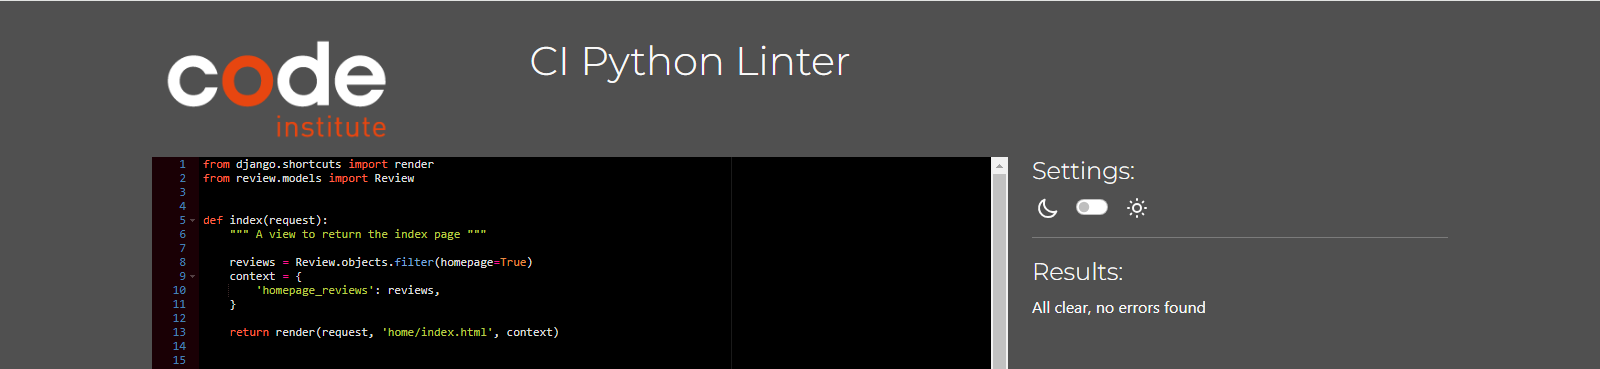 code
institute
CI Python Linter
1 from django.shortcuts import render
2 from review.models import Review
3
4
5 def index(request):
6     """ A view to return the index page """
7
8     reviews = Review.objects.filter(homepage=True)
9     context = {
10         'homepage_reviews': reviews,
11     }
12
13     return render(request, 'home/index.html', context)
14
15
Settings:
Results:
All clear, no errors found